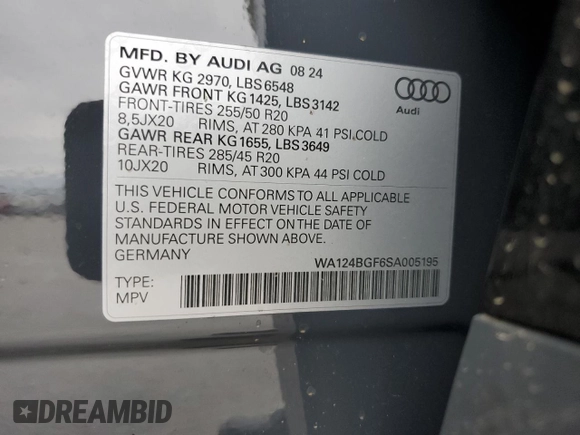 MFD. BY AUDI AG 08 24
GVWR KG 2970, LBS 6548
GAWR FRONT KG 1425, LBS 3142
FRONT-TIRES 255/50 R20
8,5JX20 RIMS, AT 280 KPA 41 PSI COLD
GAWR REAR KG 1655, LBS 3649
REAR-TIRES 285/45 R20
10JX20 RIMS, AT 300 KPA 44 PSI COLD
THIS VEHICLE CONFORMS TO ALL APPLICABLE
U.S. FEDERAL MOTOR VEHICLE SAFETY
STANDARDS IN EFFECT ON THE DATE OF
MANUFACTURE SHOWN ABOVE.
GERMANY
WA124BGF6SA005195
TYPE:
MPV
Audi
DREAMBID